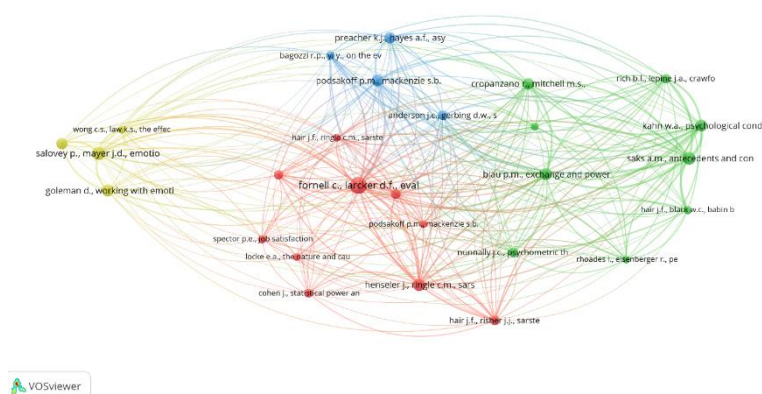 preacher k.j., hayes a.f., asy
bagozzi r.p., yi y., on the ev
podsakoff p.m., mackenzie s.b.
cropanzano r., mitchell m.s.,
rich b.l., lepine j.a., crawfo
anderson j.c., gerbing d.w., s
kahn w.a., psychological cond
wong c.s., law k.s., the effec
hair j.f., ringle c.m., sarste
salovey p., mayer j.d., emotio
saks a.m., antecedents and con
blau p.m., exchange and power
fornell c., larcker d.f., eval
goleman d., working with emoti
hair j.f., black w.c., babin b
podsakoff p.m., mackenzie s.b.
spector p.e., job satisfaction
nunnally j.c., psychometric th
locke e.a., the nature and cau
rhoades l., eisenberger r., pe
henseler j., ringle c.m., sars
cohen j., statistical power an
hair j.f., risher j.j., sarste
VOSviewer